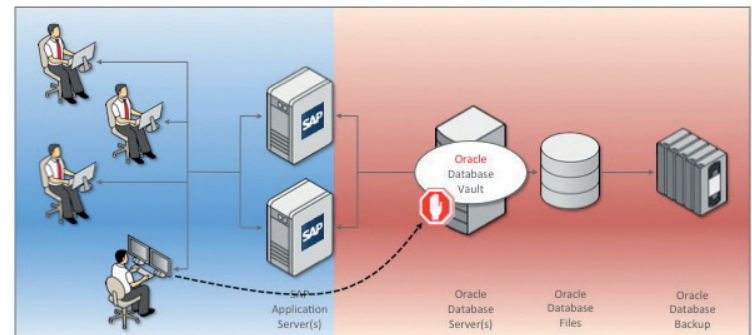 SAP
SAP
Oracle
Database
Vault
SAP
Application
Server(s)
Oracle
Database
Server(s)
Oracle
Database
Files
Oracle
Database
Backup